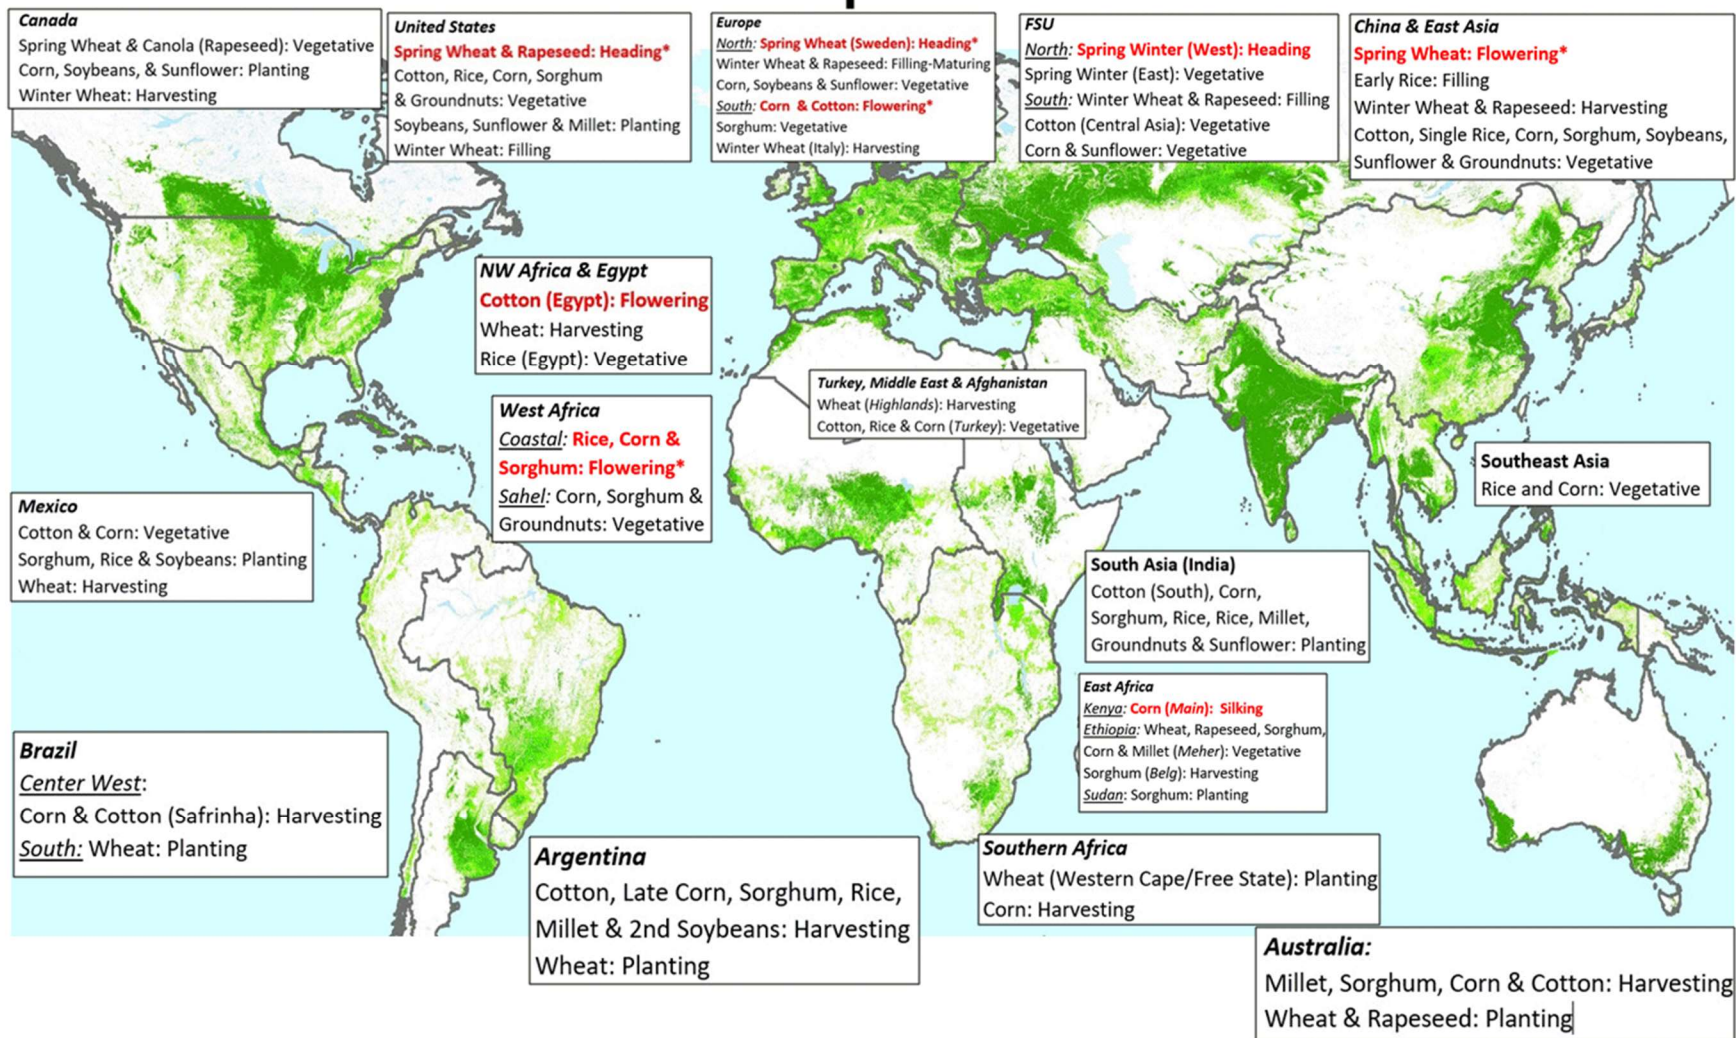 Canada
Spring Wheat & Canola (Rapeseed): Vegetative
Corn, Soybeans, & Sunflower: Planting
Winter Wheat: Harvesting
United States
Spring Wheat & Rapeseed: Heading*
Cotton, Rice, Corn, Sorghum
& Groundnuts: Vegetative
Soybeans, Sunflower & Millet: Planting
Winter Wheat: Filling
Europe
North: Spring Wheat (Sweden): Heading*
Winter Wheat & Rapeseed: Filling-Maturing
Corn, Soybeans & Sunflower: Vegetative
South: Corn & Cotton: Flowering*
Sorghum: Vegetative
Winter Wheat (Italy): Harvesting
FSU
North: Spring Winter (West): Heading
Spring Winter (East): Vegetative
South: Winter Wheat & Rapeseed: Filling
Cotton (Central Asia): Vegetative
Corn & Sunflower: Vegetative
China & East Asia
Spring Wheat: Flowering*
Early Rice: Filling
Winter Wheat & Rapeseed: Harvesting
Cotton, Single Rice, Corn, Sorghum, Soybeans,
Sunflower & Groundnuts: Vegetative
NW Africa & Egypt
Cotton (Egypt): Flowering
Wheat: Harvesting
Rice (Egypt): Vegetative
Turkey, Middle East & Afghanistan
Wheat (Highlands): Harvesting
Cotton, Rice & Corn (Turkey): Vegetative
West Africa
Coastal: Rice, Corn &
Sorghum: Flowering*
Sahel: Corn, Sorghum &
Groundnuts: Vegetative
Southeast Asia
Rice and Corn: Vegetative
Mexico
Cotton & Corn: Vegetative
Sorghum, Rice & Soybeans: Planting
Wheat: Harvesting
South Asia (India)
Cotton (South), Corn,
Sorghum, Rice, Rice, Millet,
Groundnuts & Sunflower: Planting
East Africa
Kenya: Corn (Main): Silking
Ethiopia: Wheat, Rapeseed, Sorghum,
Corn & Millet (Meher): Vegetative
Sorghum (Belg): Harvesting
Sudan: Sorghum: Planting
Brazil
Center West:
Corn & Cotton (Safrinha): Harvesting
South: Wheat: Planting
Argentina
Cotton, Late Corn, Sorghum, Rice,
Millet & 2nd Soybeans: Harvesting
Wheat: Planting
Southern Africa
Wheat (Western Cape/Free State): Planting
Corn: Harvesting
Australia:
Millet, Sorghum, Corn & Cotton: Harvesting
Wheat & Rapeseed: Planting